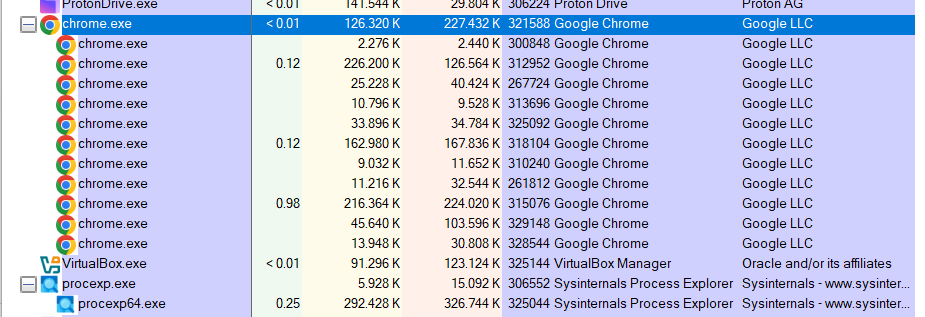 ProtonDrive.exe < 0.01 141.544 K 29.804 K 306224 Proton Drive Proton AG
chrome.exe < 0.01 126.320 K 227.432 K 321588 Google Chrome Google LLC
chrome.exe 2.276 K 2.440 K 300848 Google Chrome Google LLC
chrome.exe 0.12 226.200 K 126.564 K 312952 Google Chrome Google LLC
chrome.exe 25.228 K 40.424 K 267724 Google Chrome Google LLC
chrome.exe 10.796 K 9.528 K 313696 Google Chrome Google LLC
chrome.exe 33.896 K 34.784 K 325092 Google Chrome Google LLC
chrome.exe 0.12 162.980 K 167.836 K 318104 Google Chrome Google LLC
chrome.exe 9.032 K 11.652 K 310240 Google Chrome Google LLC
chrome.exe 11.216 K 32.544 K 261812 Google Chrome Google LLC
chrome.exe 0.98 216.364 K 224.020 K 315076 Google Chrome Google LLC
chrome.exe 45.640 K 103.596 K 329148 Google Chrome Google LLC
chrome.exe 13.948 K 30.808 K 328544 Google Chrome Google LLC
VirtualBox.exe < 0.01 91.296 K 123.124 K 325144 VirtualBox Manager Oracle and/or its affiliates
procexp.exe 5.928 K 15.092 K 306552 Sysinternals Process Explorer Sysinternals - www.sysinter...
procexp64.exe 0.25 292.428 K 326.744 K 325044 Sysinternals Process Explorer Sysinternals - www.sysinter...